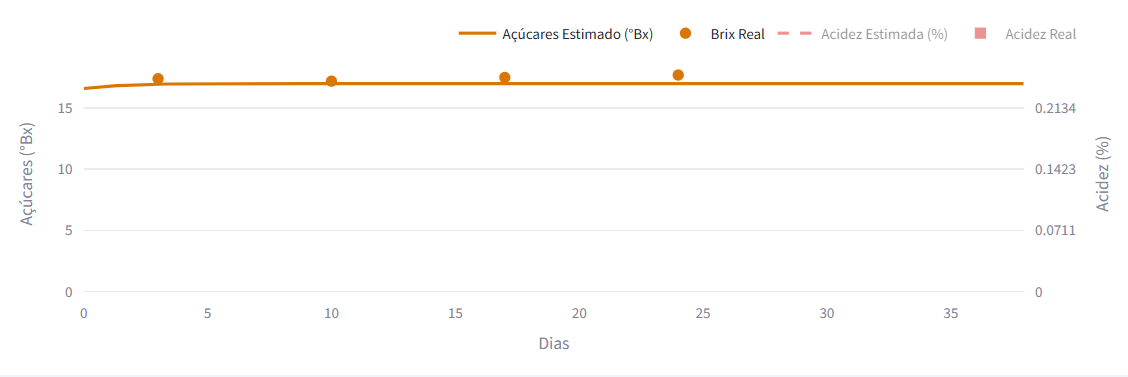 Açúcares Estimado (°Bx) Brix Real Acidez Estimada (%) Acidez Real
15 0.2134
10 0.1423
5 0.0711
0 0
0 5 10 15 20 25 30 35
Dias
Açúcares (°Bx)
Acidez (%)